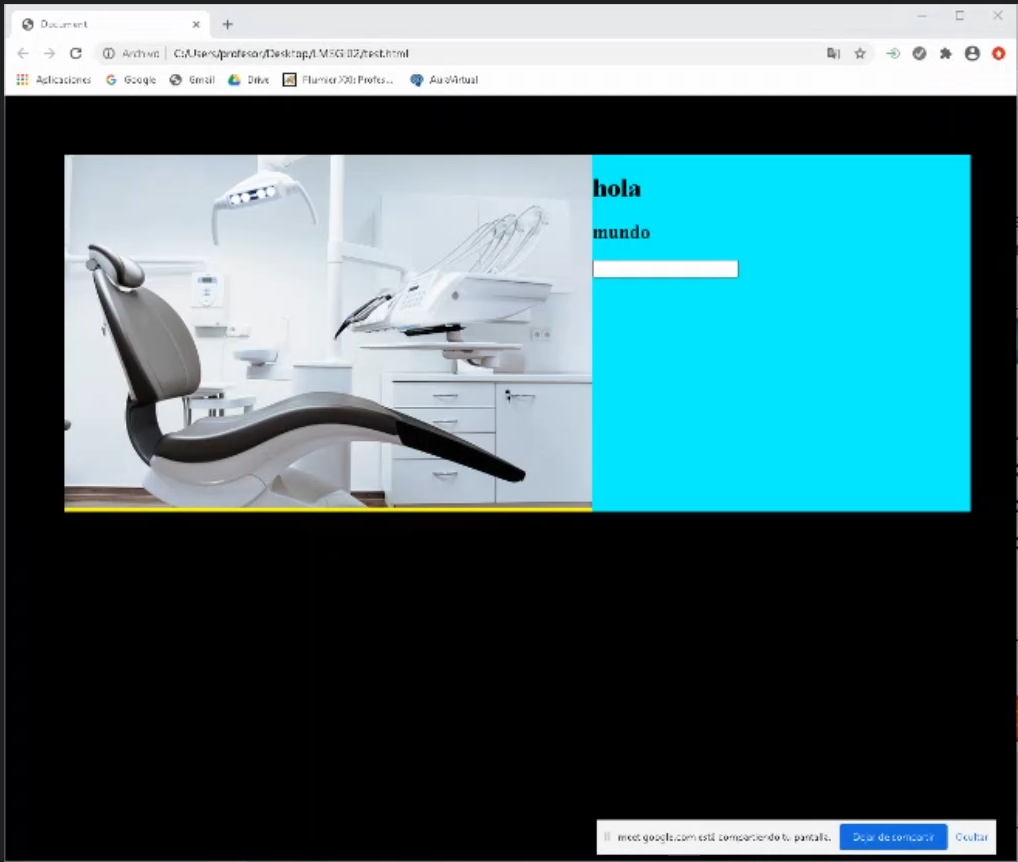 Document
Archivo
C:/Users/profesor/Desktop/LMSGI 02/test.html
Aplicaciones Google Gmail Drive Plumier XXI: Profes... AulaVirtual
hola
mundo
meet.google.com está compartiendo tu pantalla. Dejar de compartir Ocultar